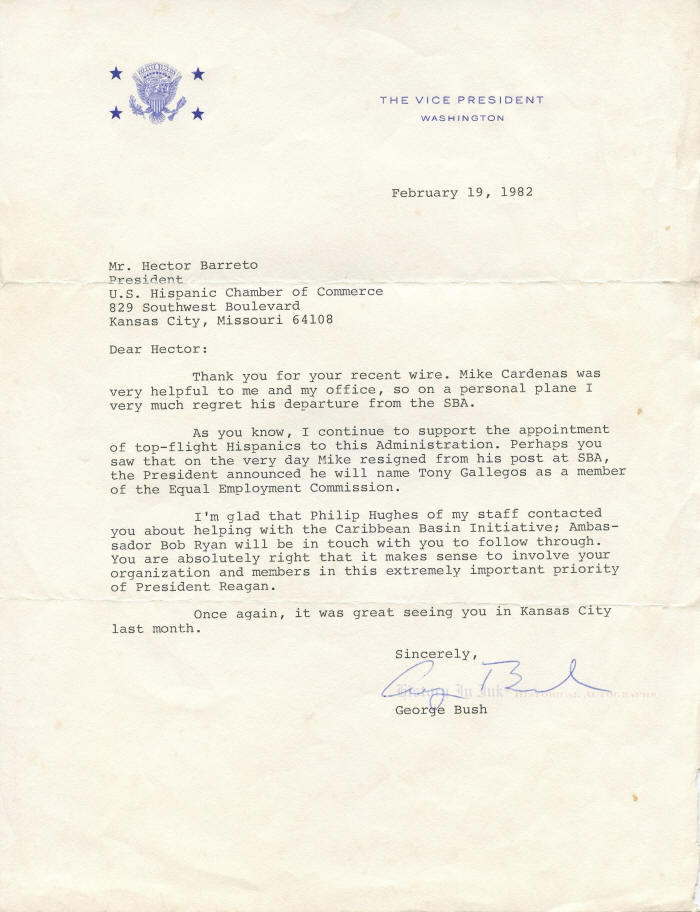 THE VICE PRESIDENT
WASHINGTON
February 19, 1982
Mr. Hector Barreto
President
U.S. Hispanic Chamber of Commerce
829 Southwest Boulevard
Kansas City, Missouri 64108
Dear Hector:
Thank you for your recent wire. Mike Cardenas was
very helpful to me and my office, so on a personal plane I
very much regret his departure from the SBA.
As you know, I continue to support the appointment
of top-flight Hispanics to this Administration. Perhaps you
saw that on the very day Mike resigned from his post at SBA,
the President announced he will name Tony Gallegos as a member
of the Equal Employment Commission.
I'm glad that Philip Hughes of my staff contacted
you about helping with the Caribbean Basin Initiative; Ambas-
sador Bob Ryan will be in touch with you to follow through.
You are absolutely right that it makes sense to involve your
organization and members in this extremely important priority
of President Reagan.
Once again, it was great seeing you in Kansas City
last month.
Sincerely,
Gy Bush
History In Ink HISTORICAL AUTOGRAPHS
George Bush